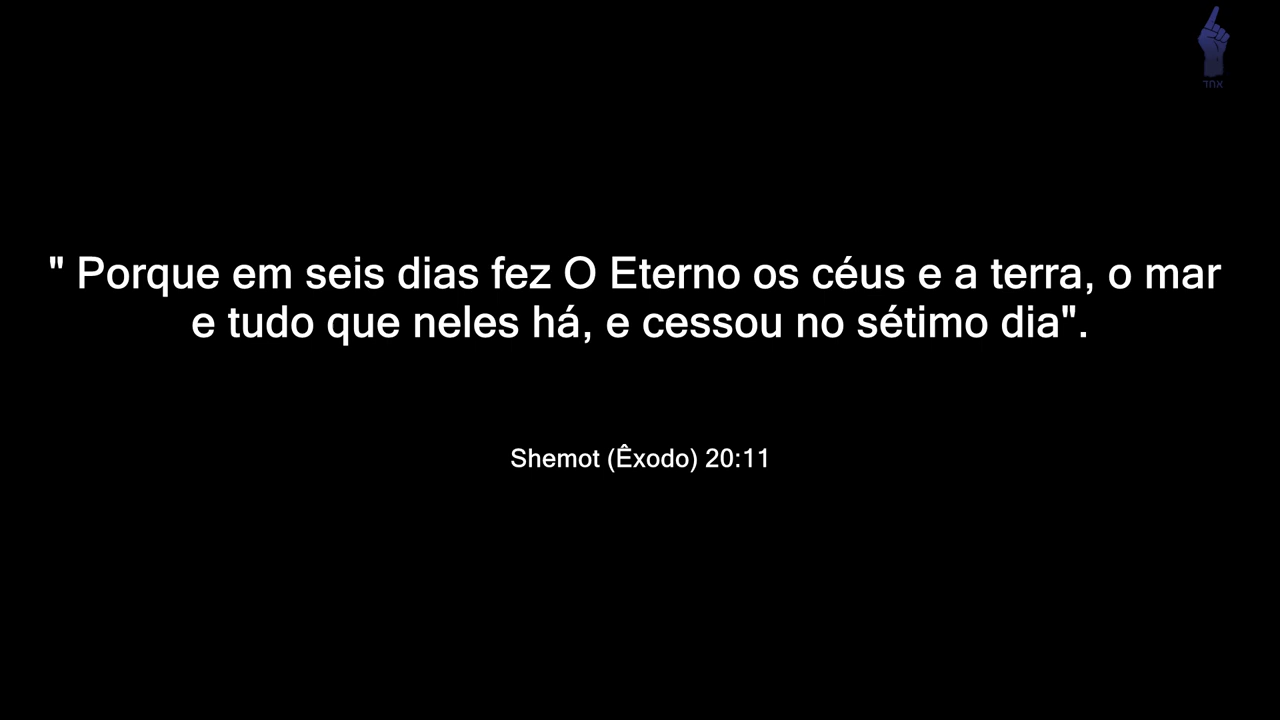 אחד
" Porque em seis dias fez O Eterno os céus e a terra, o mar
e tudo que neles há, e cessou no sétimo dia".
Shemot (Êxodo) 20:11